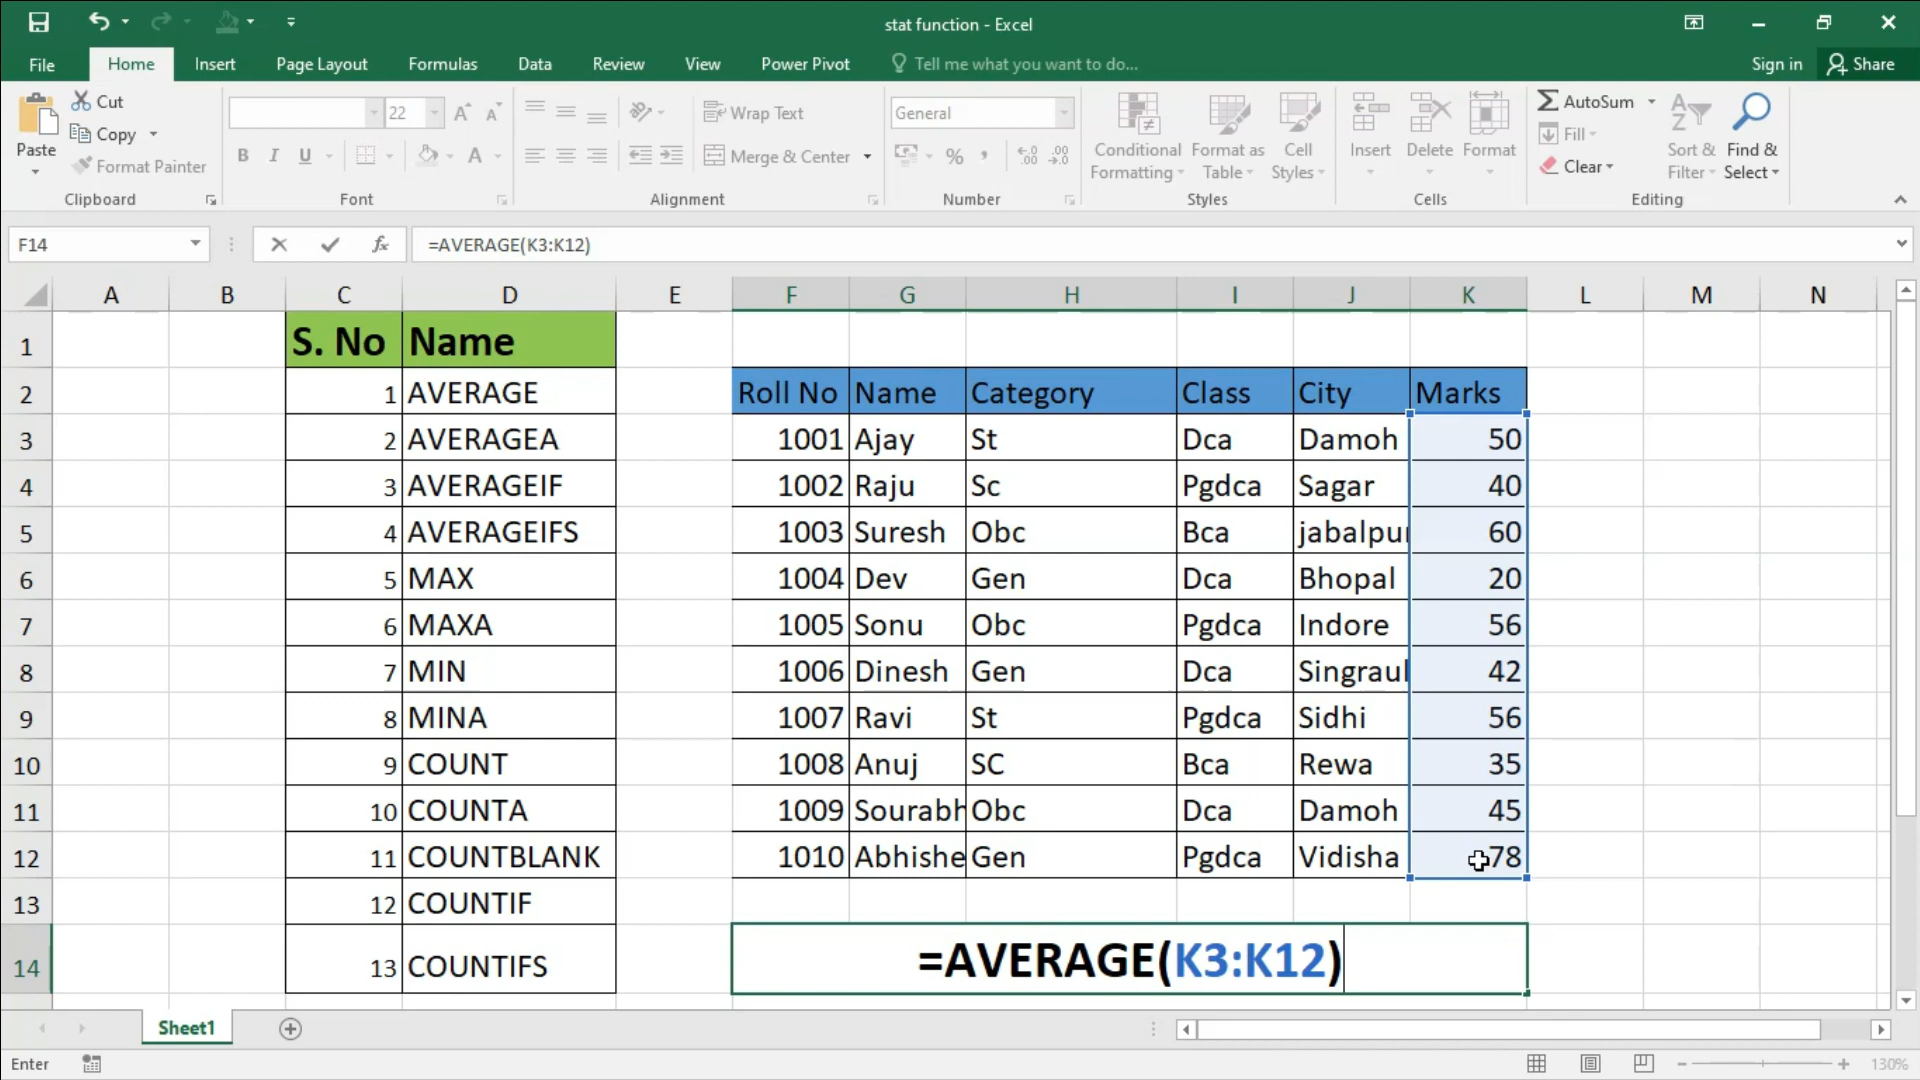 stat function - Excel
File Home Insert Page Layout Formulas Data Review View Power Pivot Tell me what you want to do... Sign in Share
Paste
Cut
Copy
Format Painter
Clipboard
22
B I U
A
Font
Wrap Text
Merge & Center
Alignment
General
%
Number
Conditional Formatting
Format as Table
Cell Styles
Styles
Insert
Delete
Format
Cells
AutoSum
Fill
Clear
Sort & Filter
Find & Select
Editing
F14 fx =AVERAGE(K3:K12)
A B C D E F G H I J K L M N
1 S. No Name
2 1 AVERAGE Roll No Name Category Class City Marks
3 2 AVERAGEA 1001 Ajay St Dca Damoh 50
4 3 AVERAGEIF 1002 Raju Sc Pgdca Sagar 40
5 4 AVERAGEIFS 1003 Suresh Obc Bca jabalpur 60
6 5 MAX 1004 Dev Gen Dca Bhopal 20
7 6 MAXA 1005 Sonu Obc Pgdca Indore 56
8 7 MIN 1006 Dinesh Gen Dca Singraul 42
9 8 MINA 1007 Ravi St Pgdca Sidhi 56
10 9 COUNT 1008 Anuj SC Bca Rewa 35
11 10 COUNTA 1009 Sourabh Obc Dca Damoh 45
12 11 COUNTBLANK 1010 Abhishe Gen Pgdca Vidisha 78
13 12 COUNTIF
14 13 COUNTIFS =AVERAGE(K3:K12)
Sheet1
Enter 130%